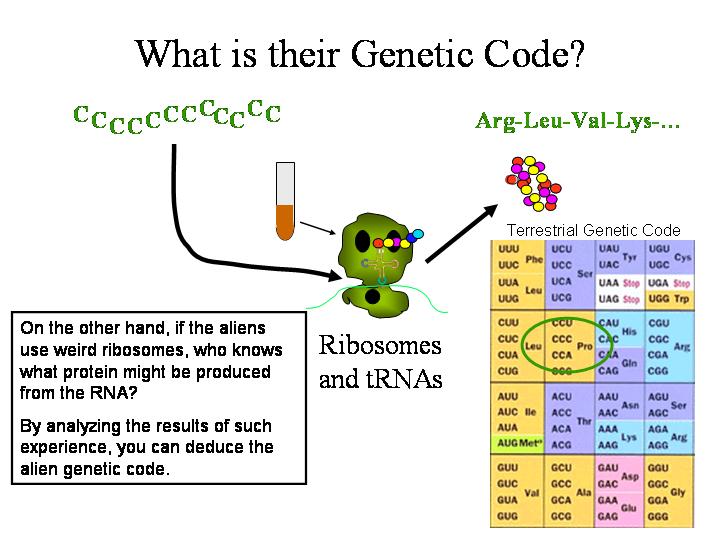 What is their Genetic Code?
CCCCCCCCCCCC
Arg-Leu-Val-Lys-...
Terrestrial Genetic Code
UUU UCU UAU UGU
UUC Phe UCC UAC Tyr UGC Cys
UUA UCA Ser UAA Stop UGA Stop
UUG Leu UCG UAG Stop UGG Trp
CUU CCU CAU CGU
CUC Leu CCC Pro CAC His CGC Arg
CUA CCA CAA CGA
CUG CCG CAG Gln CGG
AUU ACU AAU AGU
AUC Ile ACC Thr AAC Asn AGC Ser
AUA ACA AAA AGA
AUG Met ACG AAG Lys AGG Arg
GUU GCU GAU GGU
GUC Val GCC Ala GAC Asp GGC Gly
GUA GCA GAA GGA
GUG GCG GAG Glu GGG
Ribosomes
and tRNAs
On the other hand, if the aliens
use weird ribosomes, who knows
what protein might be produced
from the RNA?
By analyzing the results of such
experience, you can deduce the
alien genetic code.